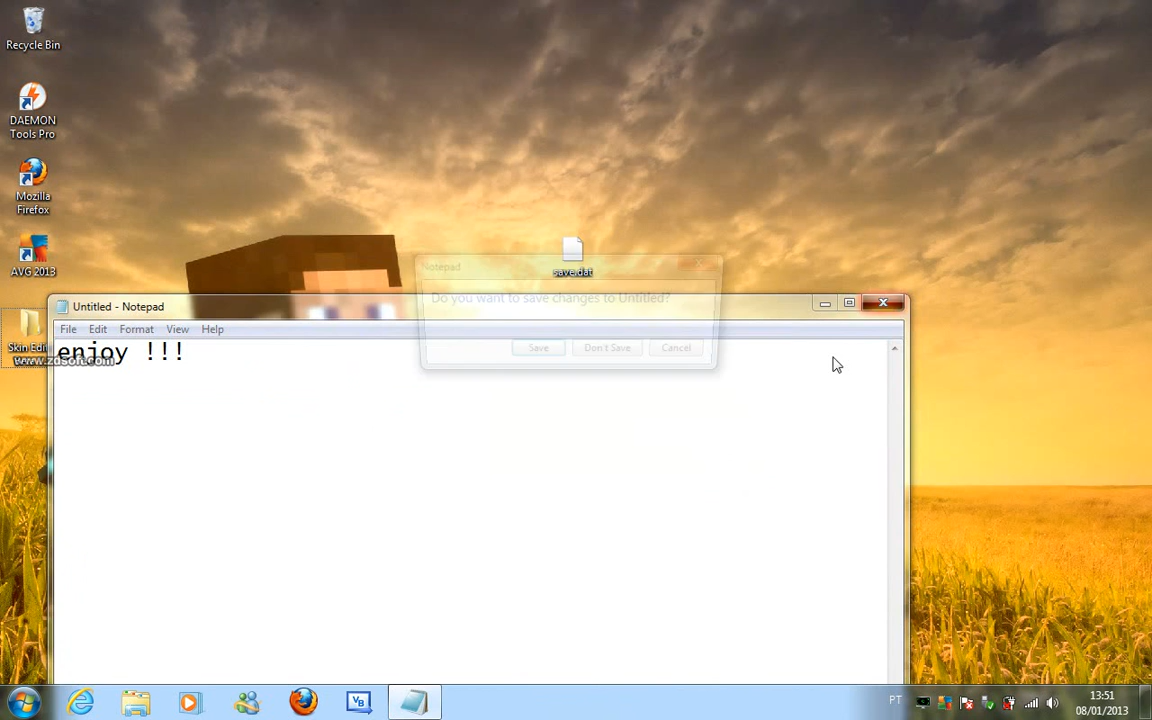 Recycle Bin
DAEMON
Tools Pro
Mozilla
Firefox
AVG 2013
Skin Edit
www.zdsoft.com
save.dat
Notepad
Do you want to save changes to Untitled?
Save
Don't Save
Cancel
Untitled - Notepad
File Edit Format View Help
enjoy !!!
VB
PT
13:51
08/01/2013